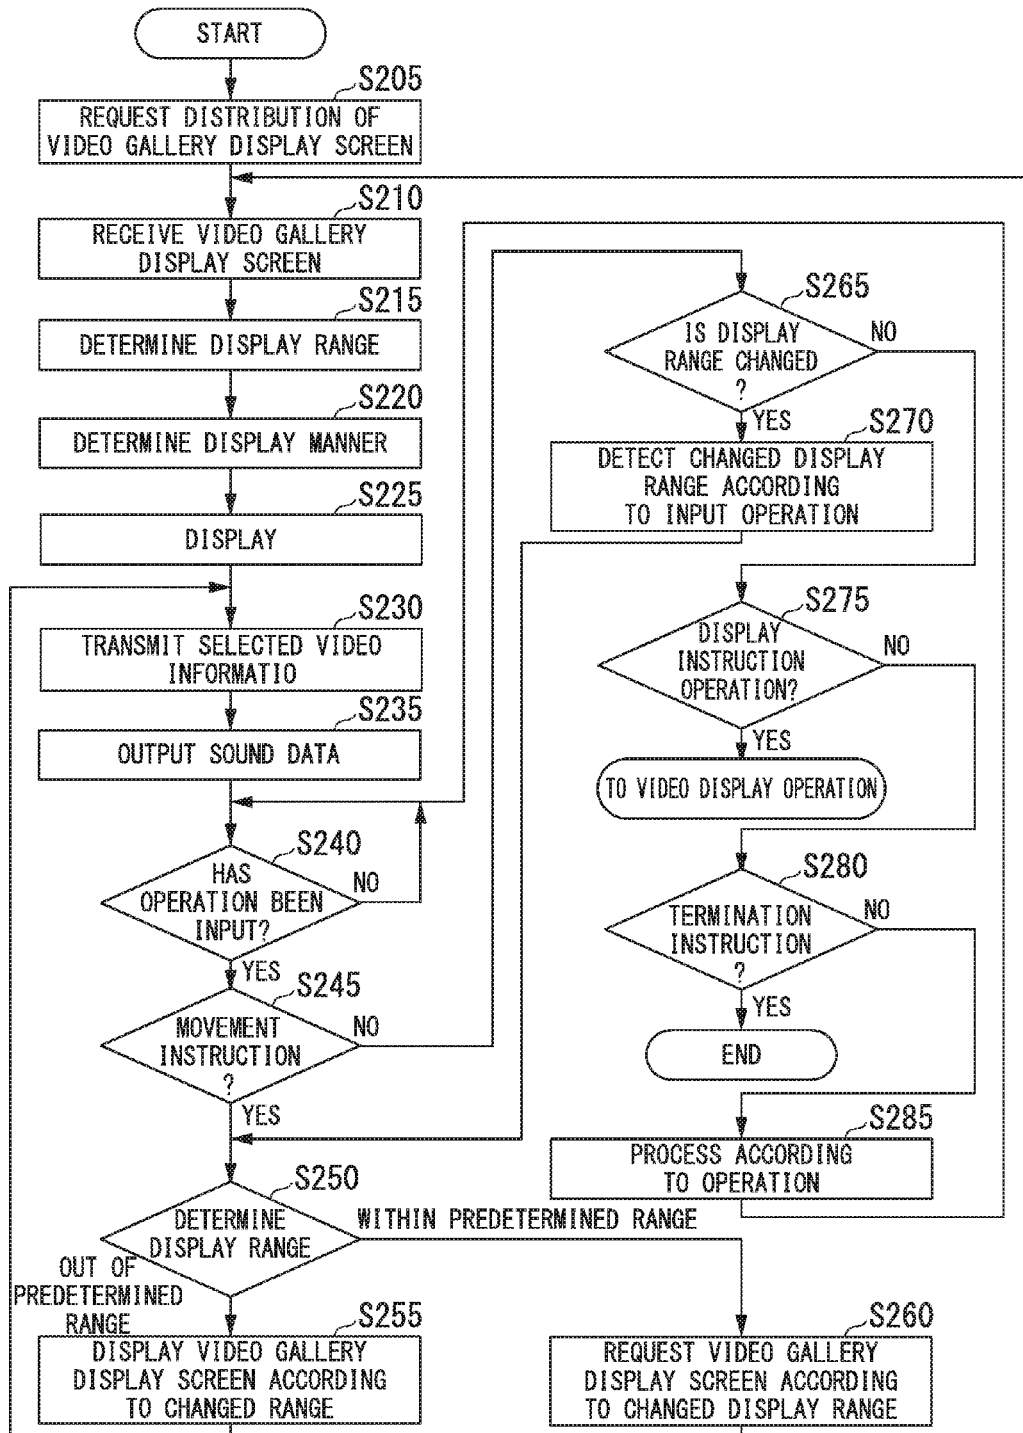 START
S205
REQUEST DISTRIBUTION OF
VIDEO GALLERY DISPLAY SCREEN
S210
RECEIVE VIDEO GALLERY
DISPLAY SCREEN
S215
DETERMINE DISPLAY RANGE
S220
DETERMINE DISPLAY MANNER
S225
DISPLAY
S230
TRANSMIT SELECTED VIDEO
INFORMATIO
S235
OUTPUT SOUND DATA
S240
HAS
OPERATION BEEN
INPUT?
NO
YES
S245
MOVEMENT
INSTRUCTION
?
NO
YES
S250
DETERMINE
DISPLAY RANGE
WITHIN PREDETERMINED RANGE
OUT OF
PREDETERMINED
RANGE
S255
DISPLAY VIDEO GALLERY
DISPLAY SCREEN ACCORDING
TO CHANGED RANGE
S260
REQUEST VIDEO GALLERY
DISPLAY SCREEN ACCORDING
TO CHANGED DISPLAY RANGE
S265
IS DISPLAY
RANGE CHANGED
?
NO
YES
S270
DETECT CHANGED DISPLAY
RANGE ACCORDING
TO INPUT OPERATION
S275
DISPLAY
INSTRUCTION
OPERATION?
NO
YES
TO VIDEO DISPLAY OPERATION
S280
TERMINATION
INSTRUCTION
?
NO
YES
END
S285
PROCESS ACCORDING
TO OPERATION